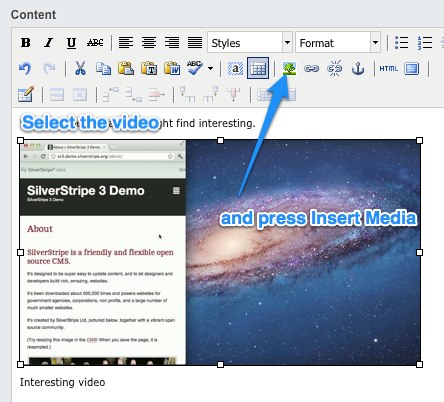 Content
B I U ABC Styles Format
ABC a HTML
Select the video ght find interesting.
About » SilverStripe 3 Demo
ss3.demo.silverstripe.org/about/
SilverStripe 3 Demo
SilverStripe 3 Demo
and press Insert Media
About
SilverStripe is a friendly and flexible open
source CMS.
It's designed to be super easy to update content, and to let designers
and developers build rich, amazing, websites.
It's been downloaded about 500,000 times and powers websites for
government agencies, corporations, non profits, and a large number
of much smaller websites.
It's created by SilverStripe Ltd, pictured below, together with a vibrant open
source community.
(Try resizing this image in the CMS! When you save the page, it is
resampled.)
Interesting video